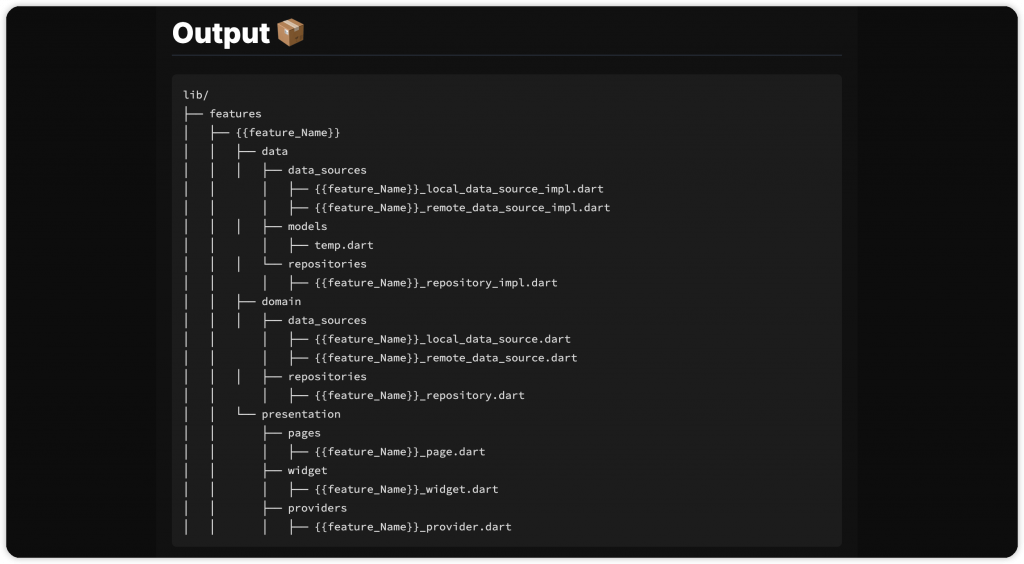 Output 📦
lib/
├── features
│   ├── {{feature_Name}}
│   │   ├── data
│   │   │   ├── data_sources
│   │       │   ├── {{feature_Name}}_local_data_source_impl.dart
│   │       │   ├── {{feature_Name}}_remote_data_source_impl.dart
│   │   │   ├── models
│   │       │   ├── temp.dart
│   │   │   └── repositories
│   │       │   ├── {{feature_Name}}_repository_impl.dart
│   │   ├── domain
│   │   │   ├── data_sources
│   │       │   ├── {{feature_Name}}_local_data_source.dart
│   │       │   ├── {{feature_Name}}_remote_data_source.dart
│   │   │   ├── repositories
│   │       │   ├── {{feature_Name}}_repository.dart
│   │   └── presentation
│   │       ├── pages
│   │       │   ├── {{feature_Name}}_page.dart
│   │       ├── widget
│   │       │   ├── {{feature_Name}}_widget.dart
│   │       ├── providers
│   │       │   ├── {{feature_Name}}_provider.dart